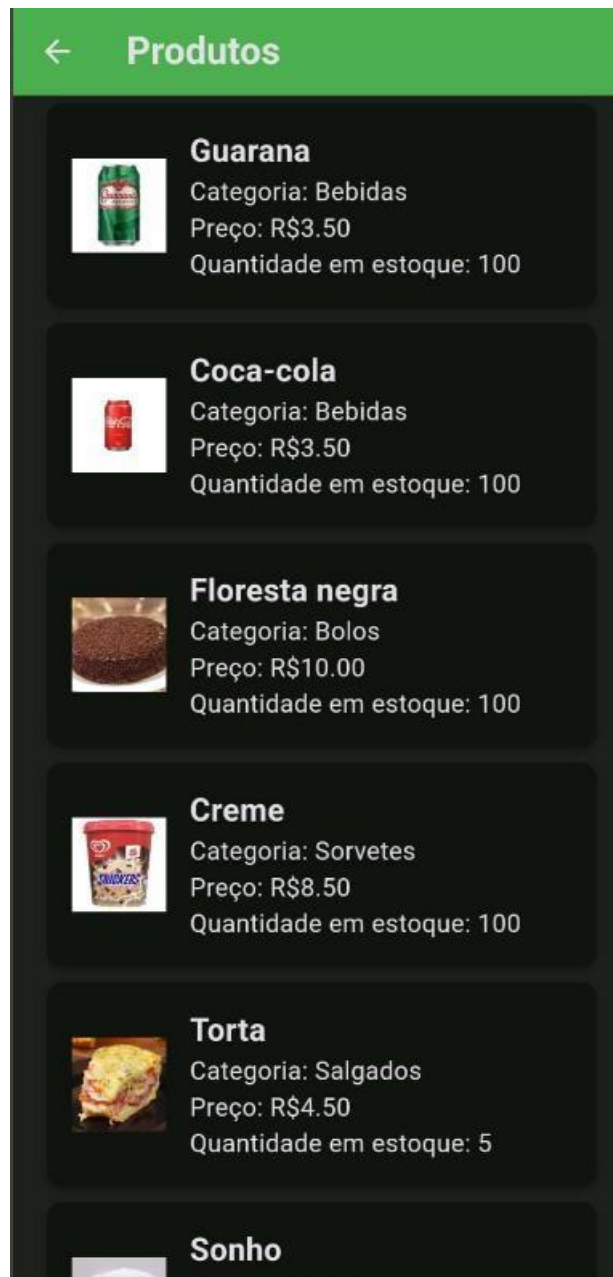 Produtos
Guarana
Categoria: Bebidas
Preço: R$3.50
Quantidade em estoque: 100
Coca-cola
Categoria: Bebidas
Preço: R$3.50
Quantidade em estoque: 100
Floresta negra
Categoria: Bolos
Preço: R$10.00
Quantidade em estoque: 100
SNICKERS
Creme
Categoria: Sorvetes
Preço: R$8.50
Quantidade em estoque: 100
Torta
Categoria: Salgados
Preço: R$4.50
Quantidade em estoque: 5
Sonho